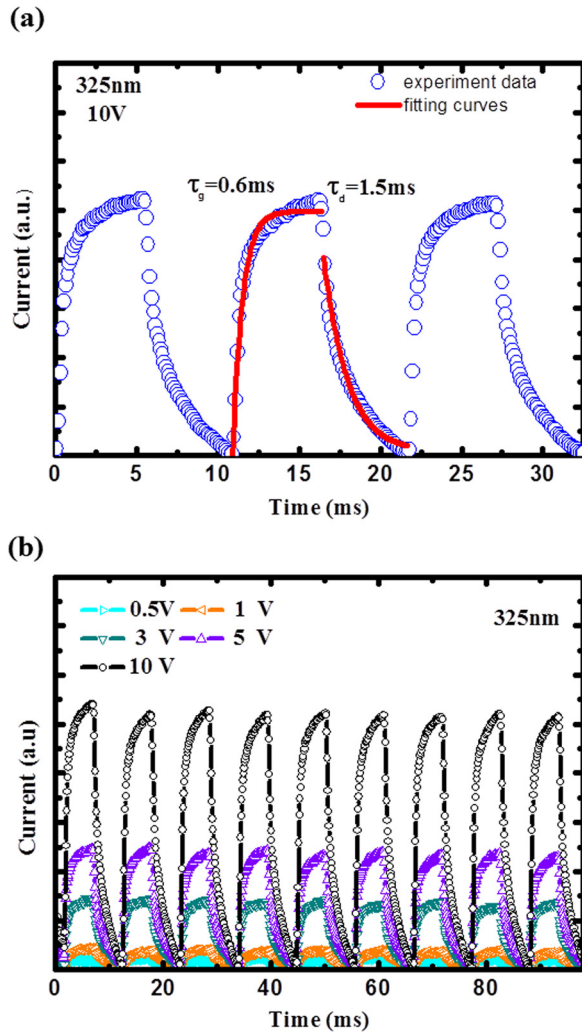 (a)
325nm
10V
experiment data
fitting curves
τg=0.6ms
τd=1.5ms
Current (a.u.)
0 5 10 15 20 25 30
Time (ms)
(b)
0.5V 1 V
3 V 5 V
10 V
325nm
Current (a.u)
0 20 40 60 80
Time (ms)